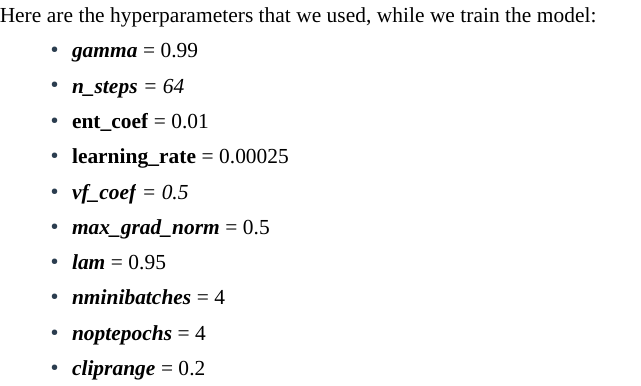 Here are the hyperparameters that we used, while we train the model:
• gamma = 0.99
• n_steps = 64
• ent_coef = 0.01
• learning_rate = 0.00025
• vf_coef = 0.5
• max_grad_norm = 0.5
• lam = 0.95
• nminibatches = 4
• noptepochs = 4
• cliprange = 0.2